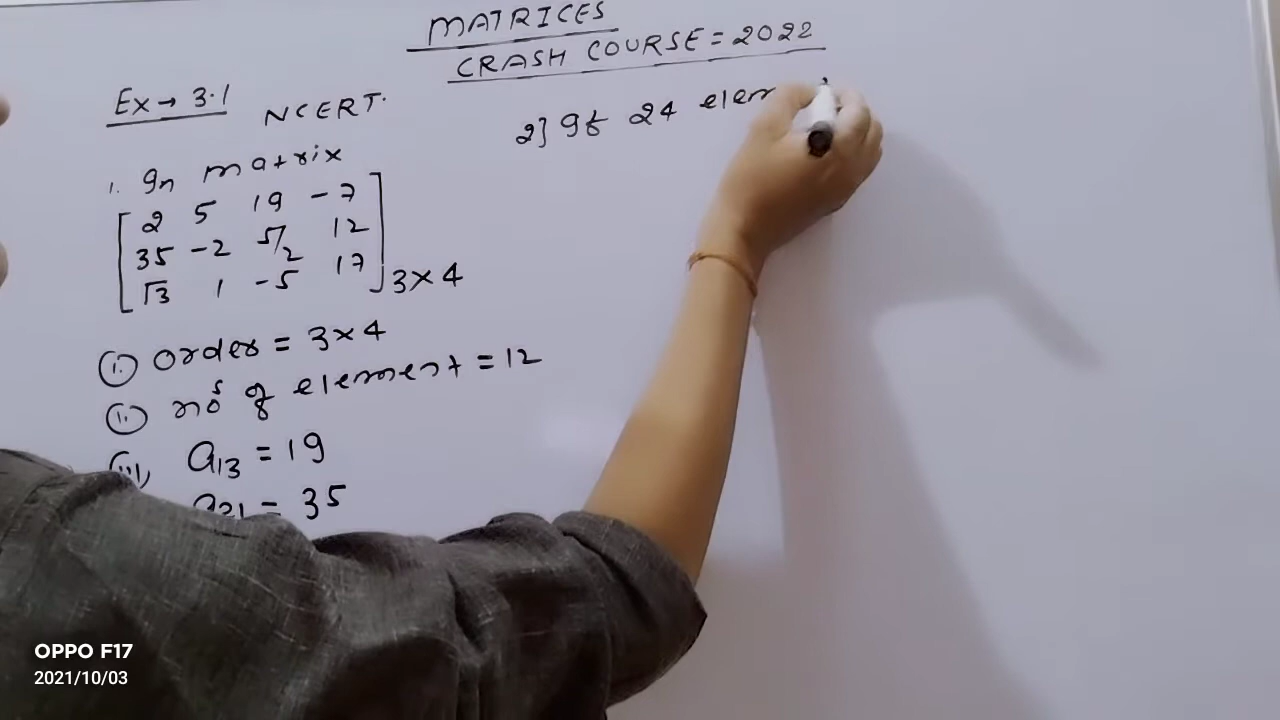 MATRICES
CRASH COURSE = 2022
Ex → 3.1 NCERT.
1. In matrix
2 5 19 -7
35 -2 5/2 12
√3 1 -5 17
3×4
(i) order = 3×4
(ii) nos of element = 12
(iii) a13 = 19
a21 = 35
2] If 24 elem
OPPO F17
2021/10/03